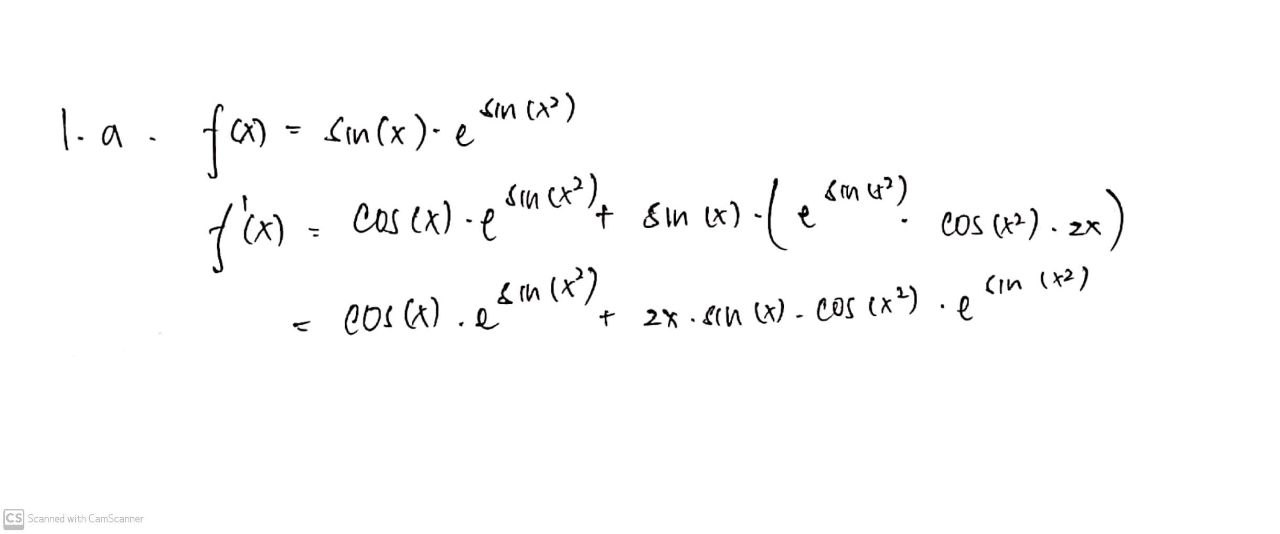 1. a. f(x) = sin(x) · e^{sin(x²)}
f'(x) = cos(x) · e^{sin(x²)} + sin(x) · (e^{sin(x²)} · cos(x²) · 2x)
= cos(x) · e^{sin(x²)} + 2x · sin(x) · cos(x²) · e^{sin(x²)}
CS Scanned with CamScanner